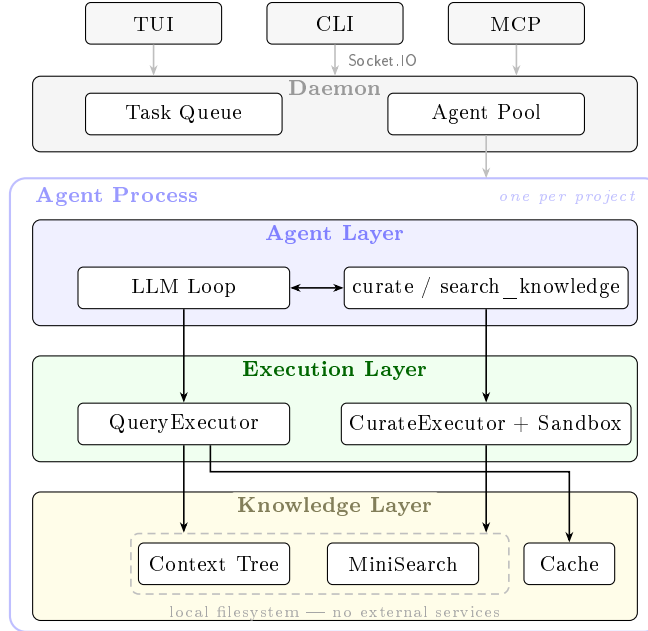 TUI CLI MCP
Socket.IO
Daemon
Task Queue Agent Pool
Agent Process one per project
Agent Layer
LLM Loop curate / search_knowledge
Execution Layer
QueryExecutor CurateExecutor + Sandbox
Knowledge Layer
Context Tree MiniSearch Cache
local filesystem — no external services